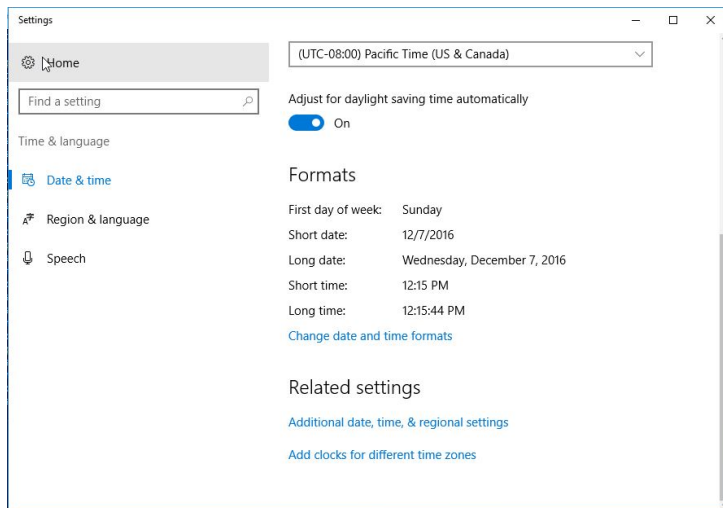 Settings
Home
Find a setting
Time & language
Date & time
Region & language
Speech
(UTC-08:00) Pacific Time (US & Canada)
Adjust for daylight saving time automatically
On
Formats
First day of week: Sunday
Short date: 12/7/2016
Long date: Wednesday, December 7, 2016
Short time: 12:15 PM
Long time: 12:15:44 PM
Change date and time formats
Related settings
Additional date, time, & regional settings
Add clocks for different time zones